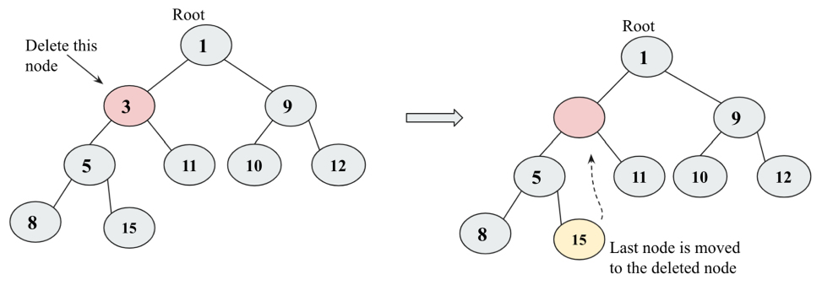 Root
Delete this
node
1
3
9
5
11
10
12
8
15
Root
1
9
5
11
10
12
8
15
Last node is moved
to the deleted node